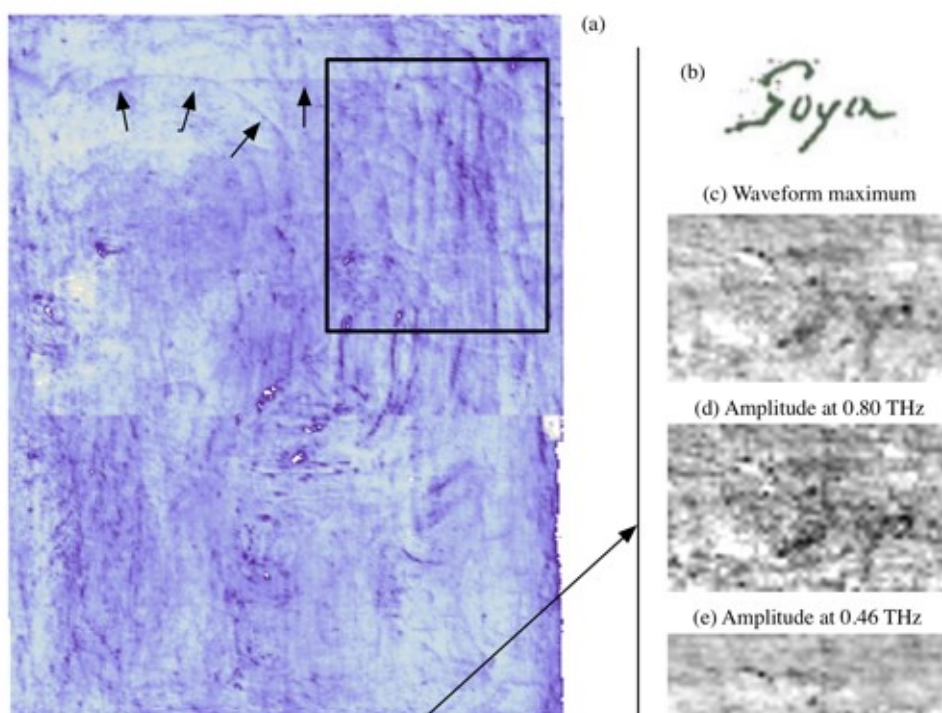 (a)
(b)
Goya
(c) Waveform maximum
(d) Amplitude at 0.80 THz
(e) Amplitude at 0.46 THz